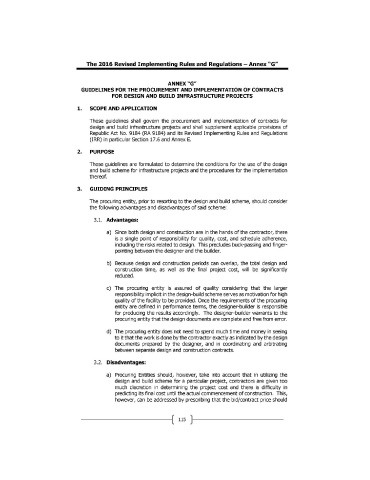 The 2016 Revised Implementing Rules and Regulations – Annex "G"
ANNEX "G"
GUIDELINES FOR THE PROCUREMENT AND IMPLEMENTATION OF CONTRACTS
FOR DESIGN AND BUILD INFRASTRUCTURE PROJECTS
1. SCOPE AND APPLICATION
These guidelines shall govern the procurement and implementation of contracts for
design and build infrastructure projects and shall supplement applicable provisions of
Republic Act No. 9184 (RA 9184) and its Revised Implementing Rules and Regulations
(IRR) in particular Section 17.6 and Annex E.
2. PURPOSE
These guidelines are formulated to determine the conditions for the use of the design
and build scheme for infrastructure projects and the procedures for the implementation
thereof.
3. GUIDING PRINCIPLES
The procuring entity, prior to resorting to the design and build scheme, should consider
the following advantages and disadvantages of said scheme:
3.1. Advantages:
a) Since both design and construction are in the hands of the contractor, there
is a single point of responsibility for quality, cost, and schedule adherence,
including the risks related to design. This precludes buck-passing and finger-
pointing between the designer and the builder.
b) Because design and construction periods can overlap, the total design and
construction time, as well as the final project cost, will be significantly
reduced.
c) The procuring entity is assured of quality considering that the larger
responsibility implicit in the design-build scheme serves as motivation for high
quality of the facility to be provided. Once the requirements of the procuring
entity are defined in performance terms, the designer-builder is responsible
for producing the results accordingly. The designer-builder warrants to the
procuring entity that the design documents are complete and free from error.
d) The procuring entity does not need to spend much time and money in seeing
to it that the work is done by the contractor exactly as indicated by the design
documents prepared by the designer, and in coordinating and arbitrating
between separate design and construction contracts.
3.2. Disadvantages:
a) Procuring Entities should, however, take into account that in utilizing the
design and build scheme for a particular project, contractors are given too
much discretion in determining the project cost and there is difficulty in
predicting its final cost until the actual commencement of construction. This,
however, can be addressed by prescribing that the bid/contract price should